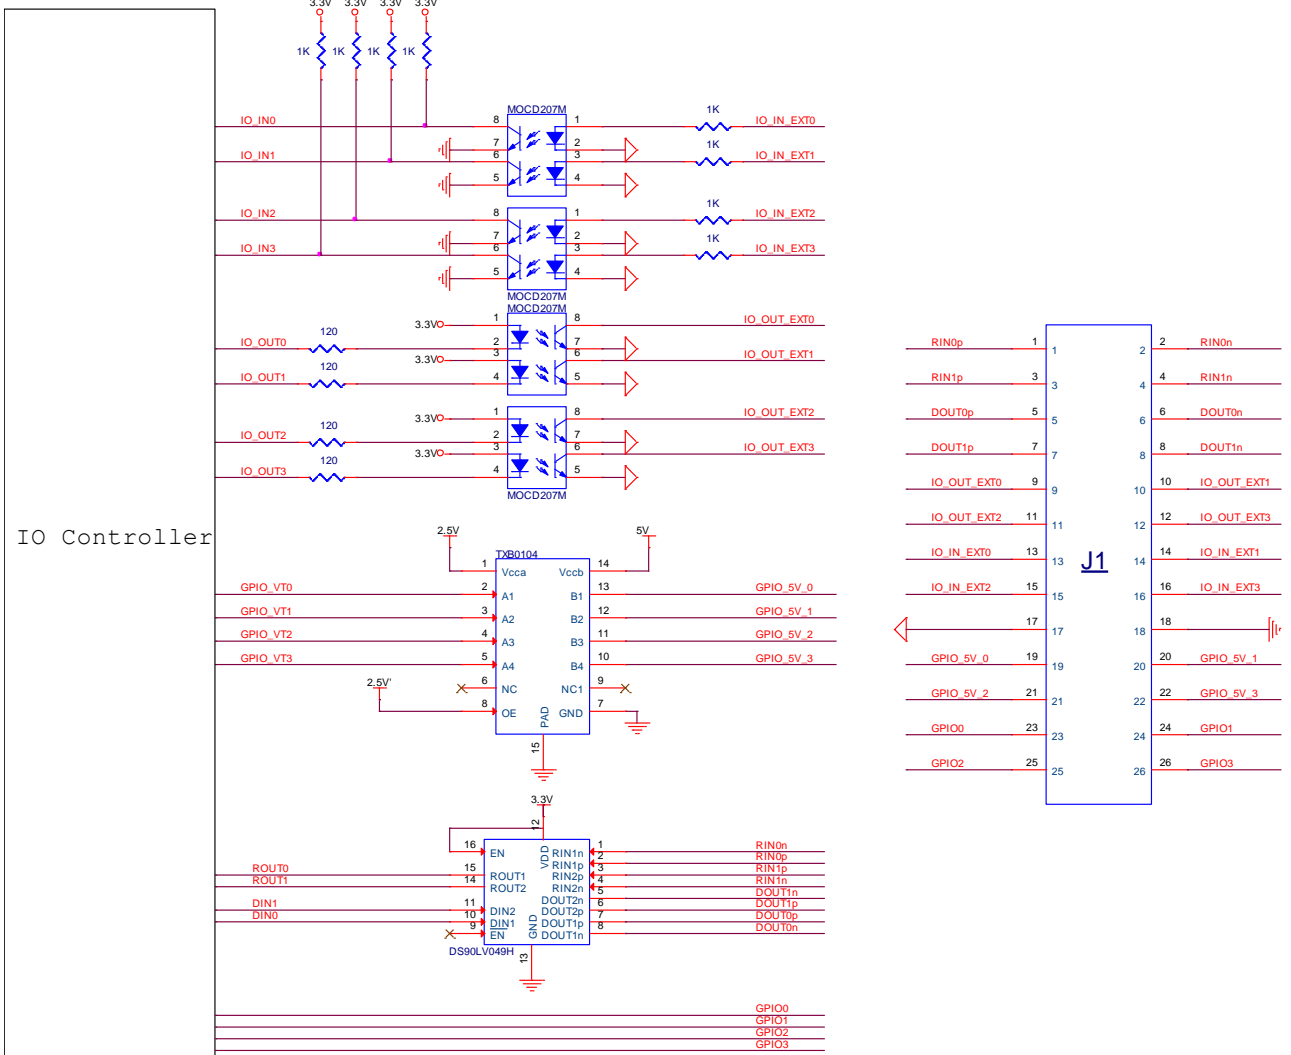 3.3V 3.3V 3.3V 3.3V
1K 1K 1K 1K
MOCD207M
IO_IN0 8 1 1K IO_IN_EXT0
7 2
IO_IN1 6 3 1K IO_IN_EXT1
5 4
IO_IN2 8 1 1K IO_IN_EXT2
7 2
IO_IN3 6 3 1K IO_IN_EXT3
5 4
MOCD207M
MOCD207M
3.3V 1 8 IO_OUT_EXT0
IO_OUT0 120 2 7
3.3V 3 6 IO_OUT_EXT1
IO_OUT1 120 4 5
3.3V 1 8 IO_OUT_EXT2
IO_OUT2 120 2 7
3.3V 3 6 IO_OUT_EXT3
IO_OUT3 120 4 5
MOCD207M
IO Controller
2.5V 5V
TXB0104
1 Vcca Vccb 14
GPIO_VT0 2 A1 B1 13 GPIO_5V_0
GPIO_VT1 3 A2 B2 12 GPIO_5V_1
GPIO_VT2 4 A3 B3 11 GPIO_5V_2
GPIO_VT3 5 A4 B4 10 GPIO_5V_3
6 NC NC1 9
2.5V' 8 OE GND 7
PAD
15
3.3V
12
VDD
16 EN RIN1n 1 RIN0n
RIN1p 2 RIN0p
ROUT0 15 ROUT1 RIN2p 3 RIN1p
ROUT1 14 ROUT2 RIN2n 4 RIN1n
DOUT2n 5 DOUT1n
DIN1 11 DIN2 DOUT2p 6 DOUT1p
DIN0 10 DIN1 DOUT1p 7 DOUT0p
9 EN DOUT1n 8 DOUT0n
GND
13
DS90LV049H
GPIO0
GPIO1
GPIO2
GPIO3
J1
RIN0p 1 1 2 2 RIN0n
RIN1p 3 3 4 4 RIN1n
DOUT0p 5 5 6 6 DOUT0n
DOUT1p 7 7 8 8 DOUT1n
IO_OUT_EXT0 9 9 10 10 IO_OUT_EXT1
IO_OUT_EXT2 11 11 12 12 IO_OUT_EXT3
IO_IN_EXT0 13 13 14 14 IO_IN_EXT1
IO_IN_EXT2 15 15 16 16 IO_IN_EXT3
17 17 18 18
GPIO_5V_0 19 19 20 20 GPIO_5V_1
GPIO_5V_2 21 21 22 22 GPIO_5V_3
GPIO0 23 23 24 24 GPIO1
GPIO2 25 25 26 26 GPIO3